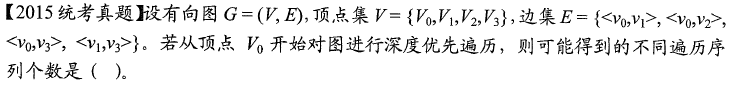 【2015统考真题】设有向图 G = (V, E), 顶点集 V = {V₀,V₁,V₂,V₃}, 边集 E = {<v₀,v₁>, <v₀,v₂>,
<v₀,v₃>, <v₁,v₃>}。若从顶点 V₀ 开始对图进行深度优先遍历，则可能得到的不同遍历序
列个数是（ ）。